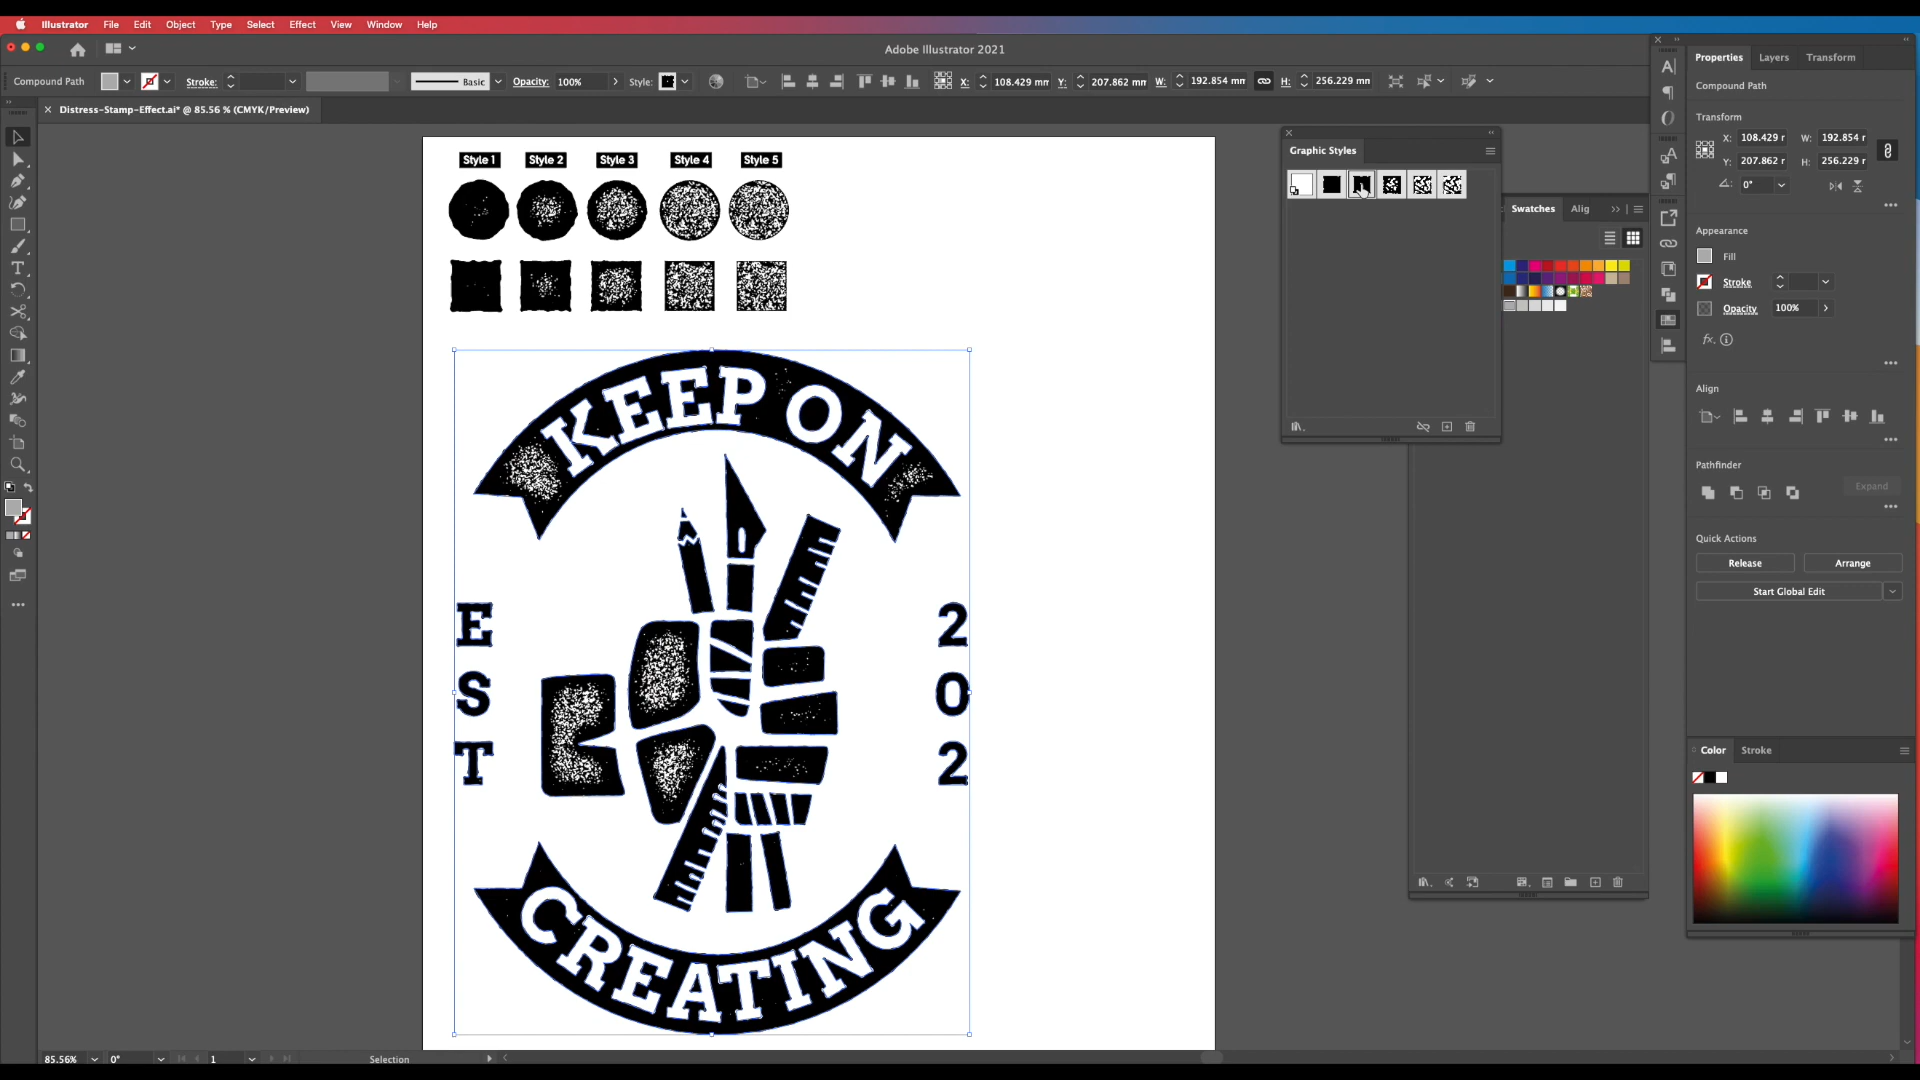 Illustrator File Edit Object Type Select Effect View Window Help
Adobe Illustrator 2021
Compound Path Stroke: Basic Opacity: 100% Style: X: 108.429 mm Y: 207.862 mm W: 192.854 mm H: 256.229 mm
Distress-Stamp-Effect.ai* @ 85.56 % (CMYK/Preview)
Style 1 Style 2 Style 3 Style 4 Style 5
KEEP ON
E
S
T
2
0
2
2
CREATING
Graphic Styles
Swatches Alig
Properties Layers Transform
Compound Path
Transform
X: 108.429 r W: 192.854 r
Y: 207.862 r H: 256.229 r
0°
Appearance
Fill
Stroke
Opacity 100%
fx
Align
Pathfinder
Expand
Quick Actions
Release Arrange
Start Global Edit
Color Stroke
85.56% 0° 1 Selection